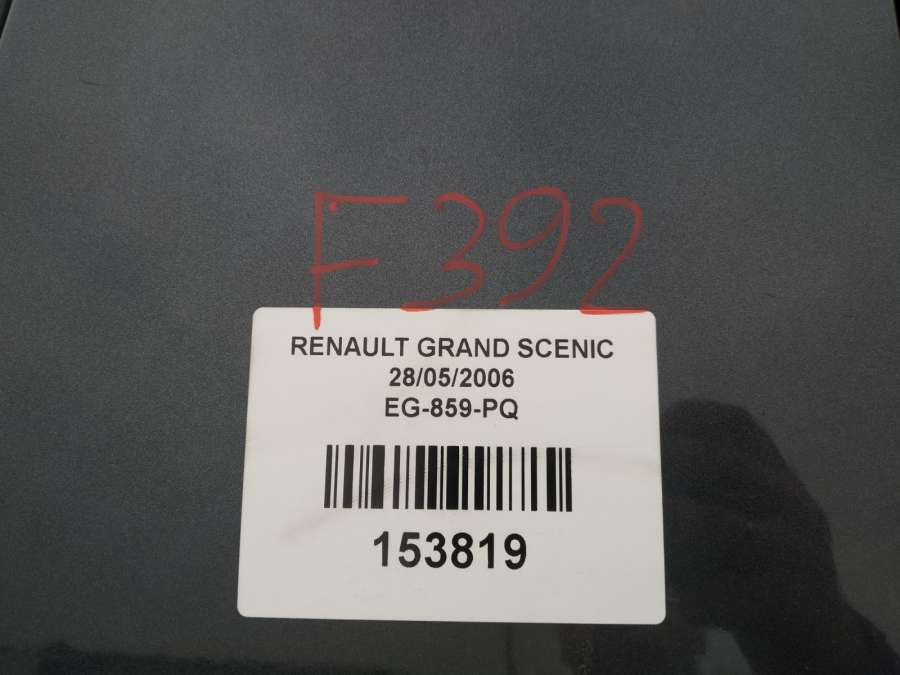 F392
RENAULT GRAND SCENIC
28/05/2006
EG-859-PQ
153819